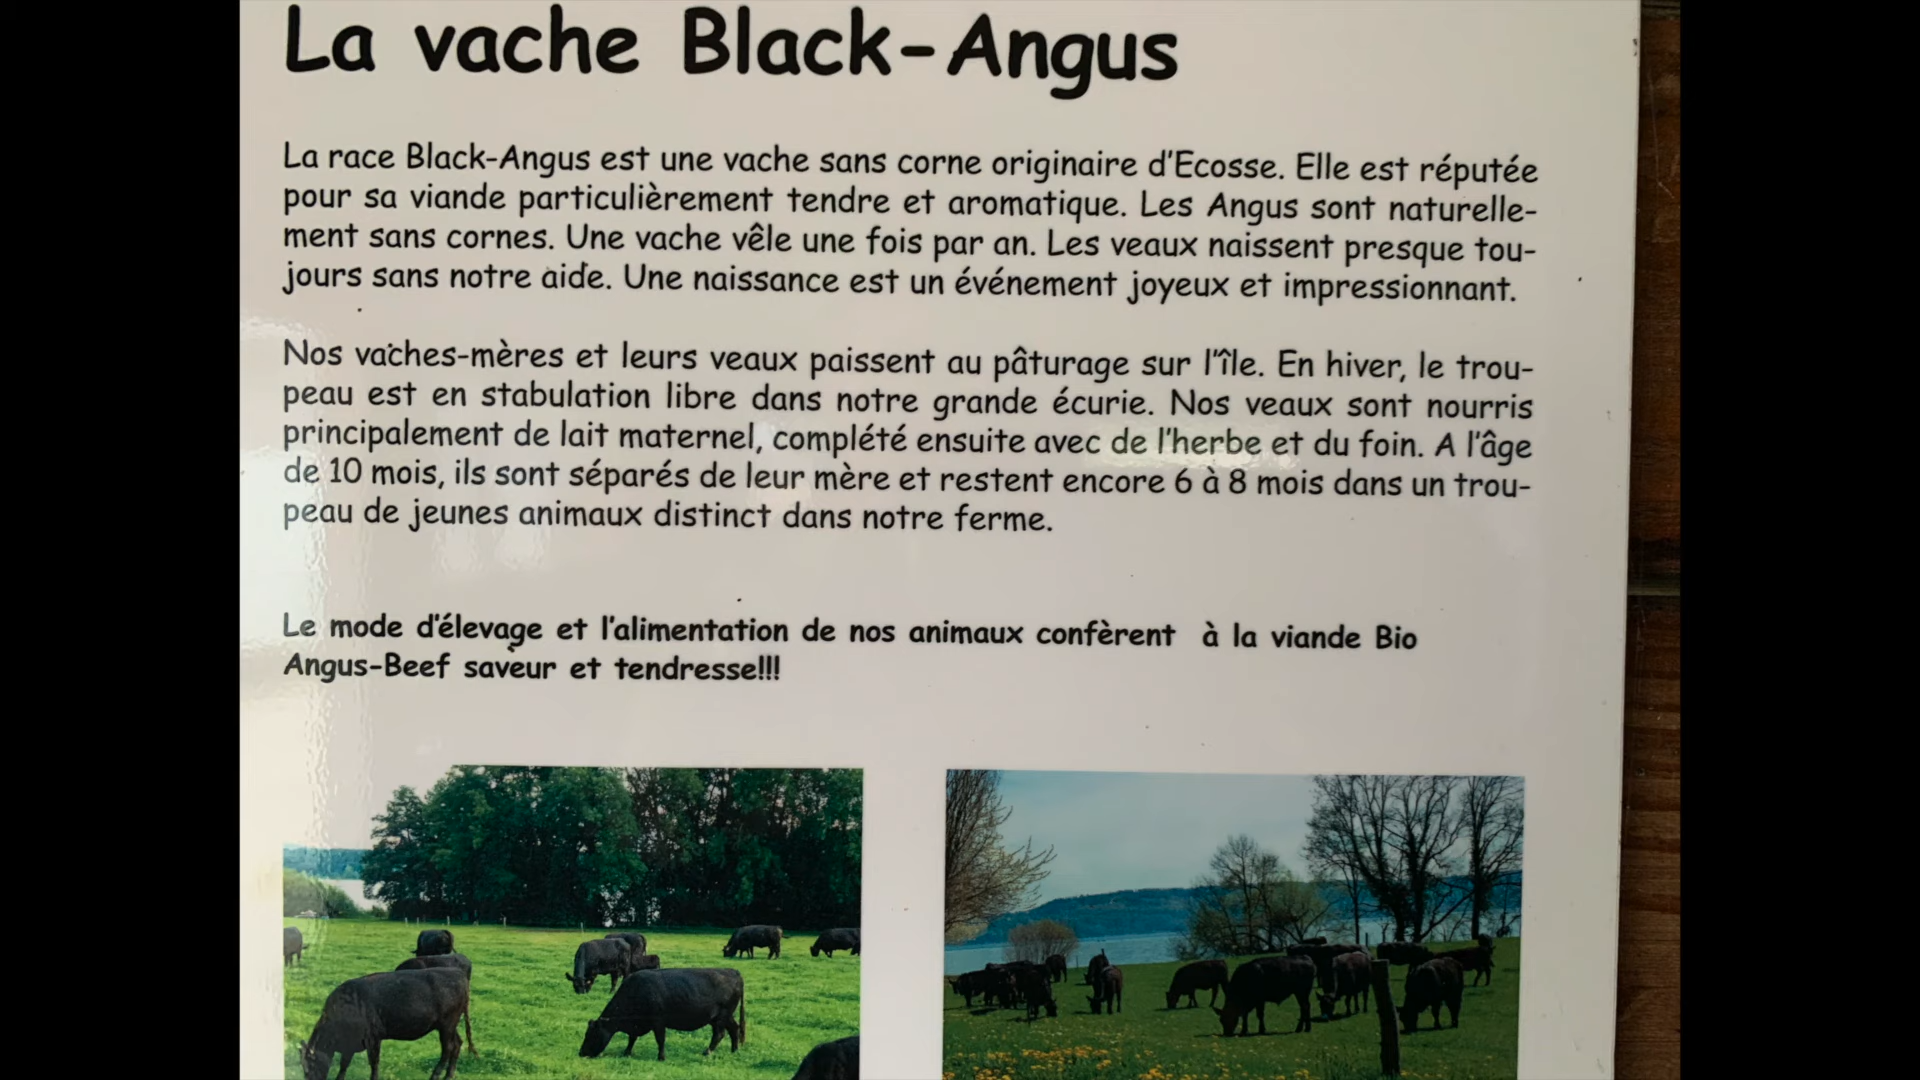 La vache Black-Angus
La race Black-Angus est une vache sans corne originaire d'Ecosse. Elle est réputée
pour sa viande particulièrement tendre et aromatique. Les Angus sont naturelle-
ment sans cornes. Une vache vêle une fois par an. Les veaux naissent presque tou-
jours sans notre aide. Une naissance est un événement joyeux et impressionnant.
Nos vaches-mères et leurs veaux paissent au pâturage sur l'île. En hiver, le trou-
peau est en stabulation libre dans notre grande écurie. Nos veaux sont nourris
principalement de lait maternel, complété ensuite avec de l'herbe et du foin. A l'âge
de 10 mois, ils sont séparés de leur mère et restent encore 6 à 8 mois dans un trou-
peau de jeunes animaux distinct dans notre ferme.
Le mode d'élevage et l'alimentation de nos animaux confèrent à la viande Bio
Angus-Beef saveur et tendresse!!!